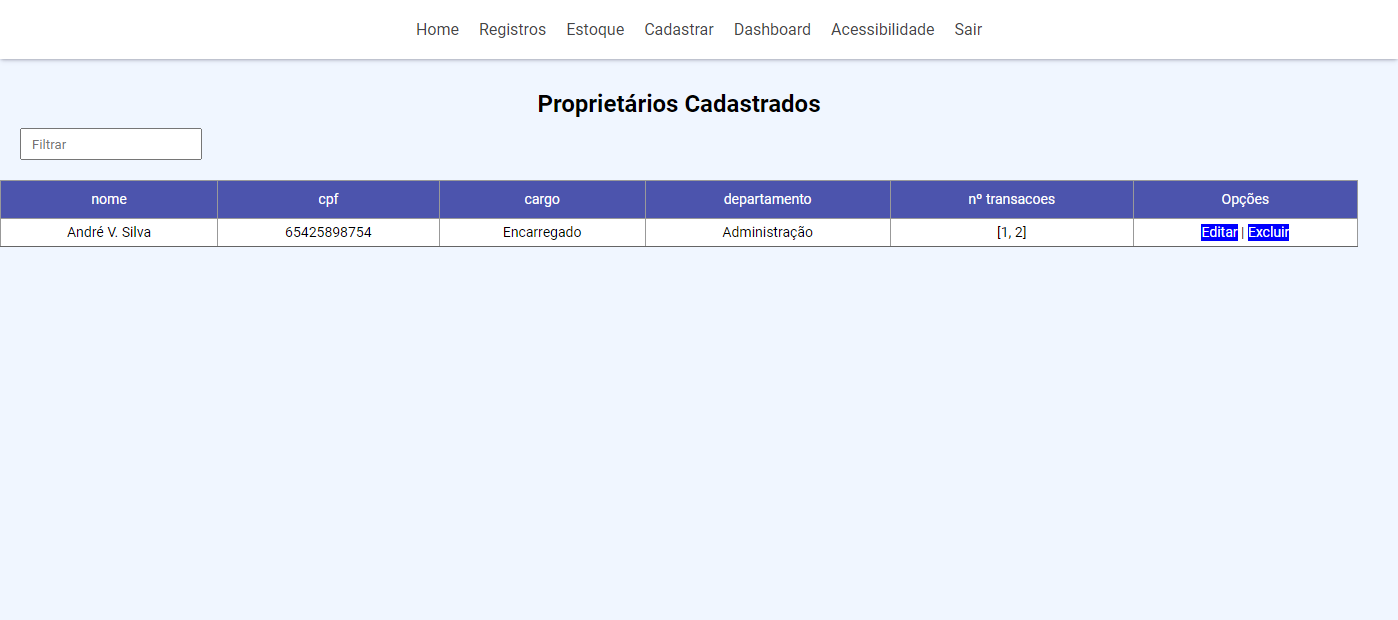 Home Registros Estoque Cadastrar Dashboard Acessibilidade Sair
Proprietários Cadastrados
Filtrar
nome cpf cargo departamento nº transacoes Opções
André V. Silva 65425898754 Encarregado Administração [1, 2] Editar | Excluir